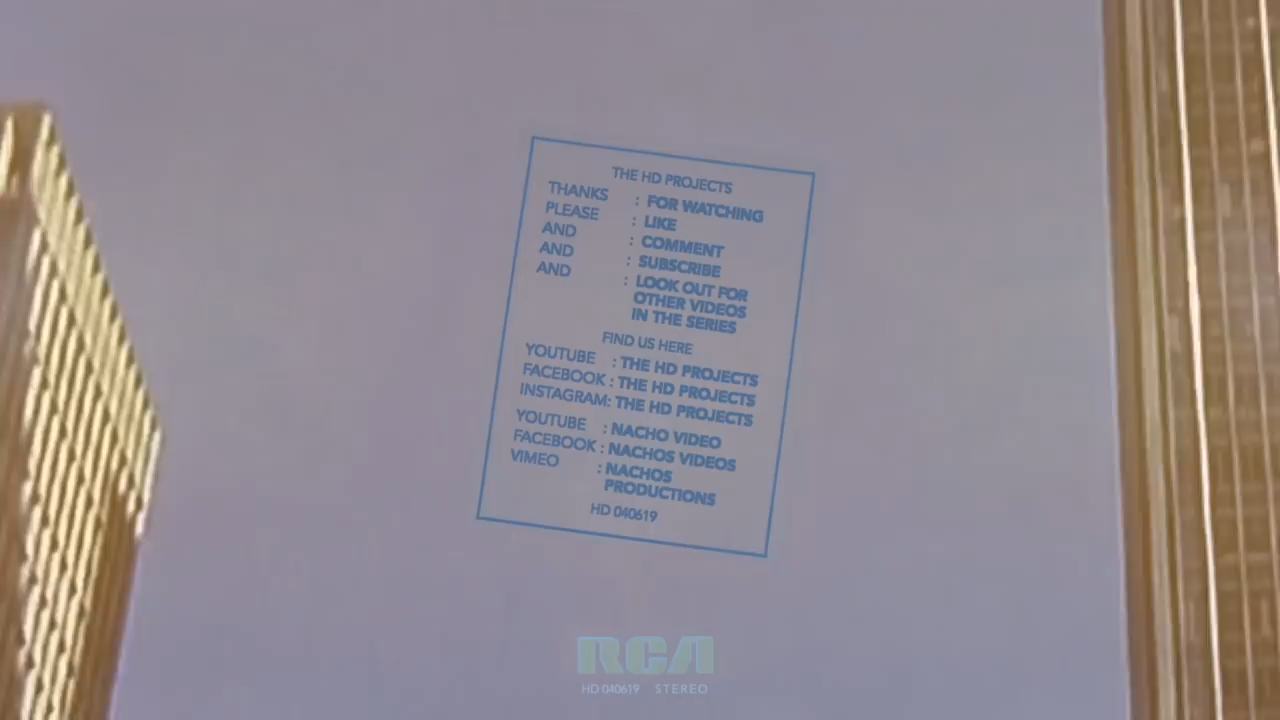 THE HD PROJECTS
THANKS : FOR WATCHING
PLEASE : LIKE
AND : COMMENT
AND : SUBSCRIBE
AND : LOOK OUT FOR
OTHER VIDEOS
IN THE SERIES
FIND US HERE
YOUTUBE : THE HD PROJECTS
FACEBOOK : THE HD PROJECTS
INSTAGRAM: THE HD PROJECTS
YOUTUBE : NACHO VIDEO
FACEBOOK : NACHOS VIDEOS
VIMEO : NACHOS
PRODUCTIONS
HD 040619
RCA
HD 040619 STEREO